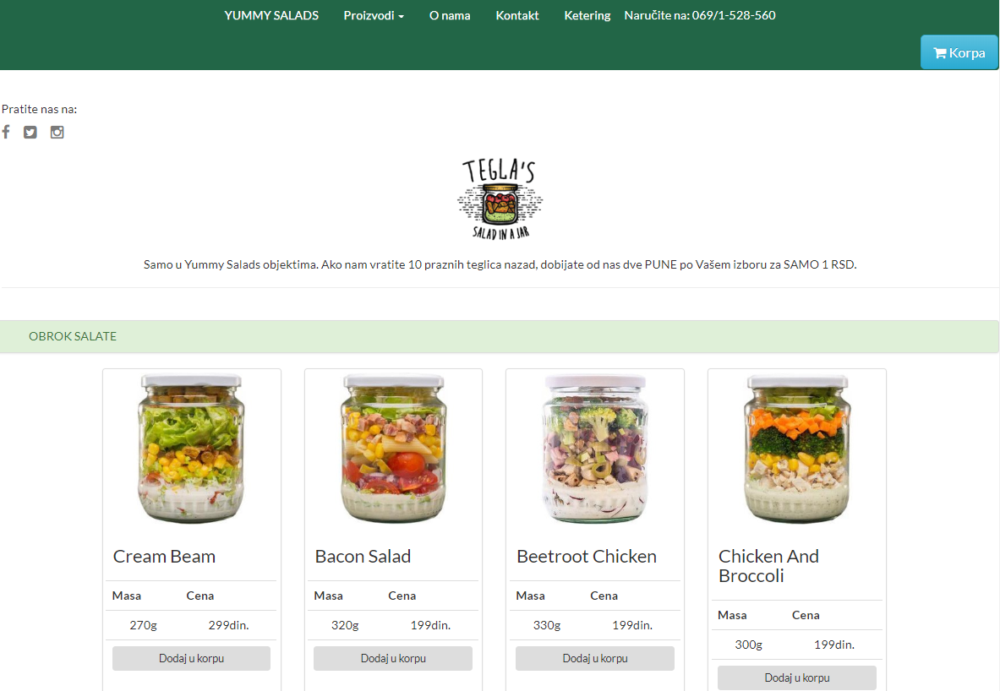 YUMMY SALADS Proizvodi O nama Kontakt Ketering Naručite na: 069/1-528-560
Korpa
Pratite nas na:
TEGLA'S
SALAD IN A JAR
Samo u Yummy Salads objektima. Ako nam vratite 10 praznih teglica nazad, dobijate od nas dve PUNE po Vašem izboru za SAMO 1 RSD.
OBROK SALATE
Cream Beam
Masa Cena
270g 299din.
Dodaj u korpu
Bacon Salad
Masa Cena
320g 199din.
Dodaj u korpu
Beetroot Chicken
Masa Cena
330g 199din.
Dodaj u korpu
Chicken And
Broccoli
Masa Cena
300g 199din.
Dodaj u korpu